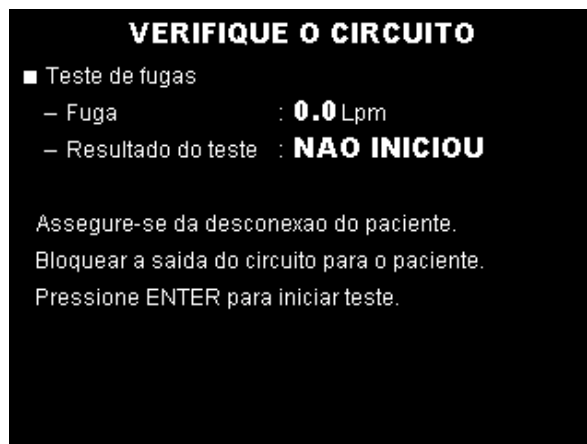 VERIFIQUE O CIRCUITO
■ Teste de fugas
– Fuga : 0.0 Lpm
– Resultado do teste : NAO INICIOU
Assegure-se da desconexao do paciente.
Bloquear a saida do circuito para o paciente.
Pressione ENTER para iniciar teste.